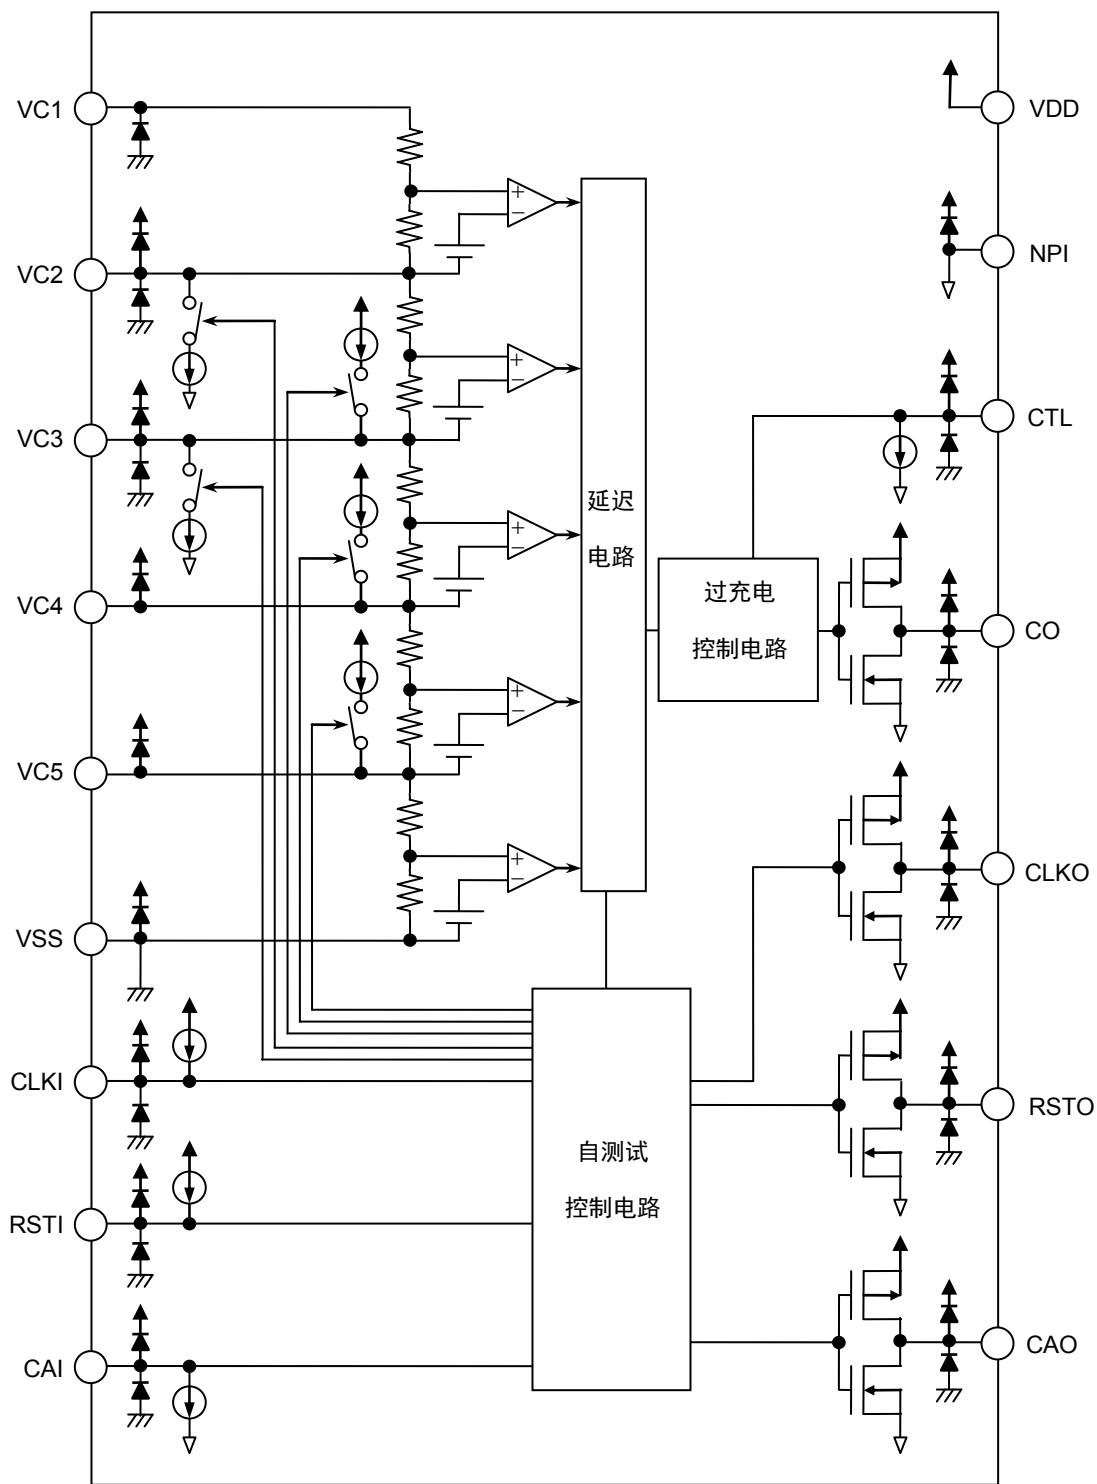 VC1
VDD
NPI
VC2
CTL
VC3
延迟
电路
过充电
控制电路
VC4
CO
VC5
CLKO
VSS
CLKI
RSTO
自测试
控制电路
RSTI
CAI
CAO
+
−
+
−
+
−
+
−
+
−